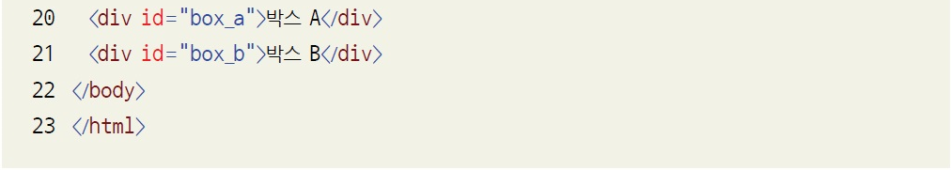 20 <div id="box_a">박스 A</div>
21 <div id="box_b">박스 B</div>
22 </body>
23 </html>